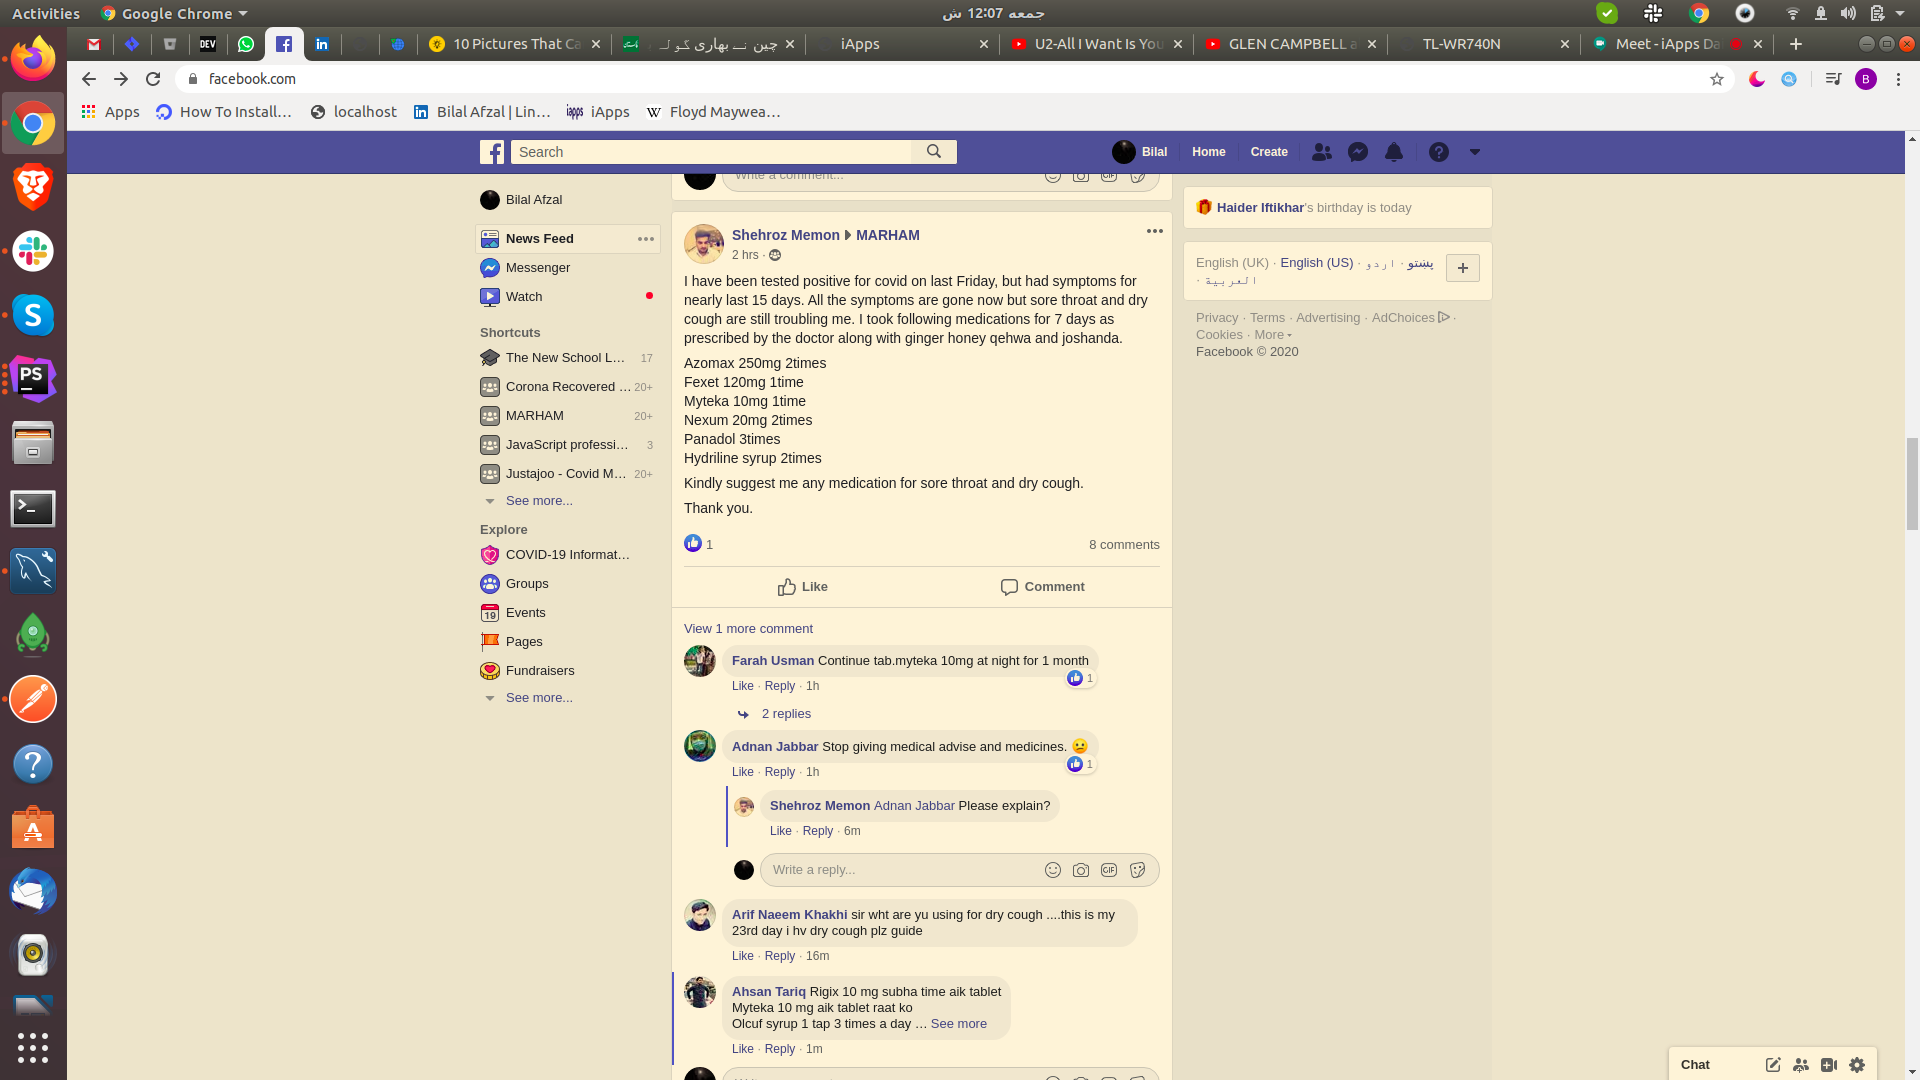 Activities
Google Chrome
جمعه 12:07 ش
10 Pictures That Ca
چین نے بھاری گولہ
iApps
U2-All I Want Is You
GLEN CAMPBELL a
TL-WR740N
Meet - iApps Da
facebook.com
B
Apps
How To Install…
localhost
Bilal Afzal | Lin…
iApps
Floyd Maywea…
Search
Bilal
Home
Create
Write a comment...
Bilal Afzal
News Feed
Messenger
Watch
Shortcuts
The New School L... 17
Corona Recovered ... 20+
MARHAM 20+
JavaScript professi... 3
Justajoo - Covid M... 20+
See more...
Explore
COVID-19 Informat...
Groups
Events
Pages
Fundraisers
See more...
Shehroz Memon MARHAM
2 hrs ·
I have been tested positive for covid on last Friday, but had symptoms for
nearly last 15 days. All the symptoms are gone now but sore throat and dry
cough are still troubling me. I took following medications for 7 days as
prescribed by the doctor along with ginger honey qehwa and joshanda.
Azomax 250mg 2times
Fexet 120mg 1time
Myteka 10mg 1time
Nexum 20mg 2times
Panadol 3times
Hydriline syrup 2times
Kindly suggest me any medication for sore throat and dry cough.
Thank you.
1
8 comments
Like
Comment
View 1 more comment
Farah Usman Continue tab.myteka 10mg at night for 1 month
1
Like · Reply · 1h
2 replies
Adnan Jabbar Stop giving medical advise and medicines. 😕
1
Like · Reply · 1h
Shehroz Memon Adnan Jabbar Please explain?
Like · Reply · 6m
Write a reply...
GIF
Arif Naeem Khakhi sir wht are yu using for dry cough ....this is my
23rd day i hv dry cough plz guide
Like · Reply · 16m
Ahsan Tariq Rigix 10 mg subha time aik tablet
Myteka 10 mg aik tablet raat ko
Olcuf syrup 1 tap 3 times a day … See more
Like · Reply · 1m
Haider Iftikhar's birthday is today
English (UK) · English (US) · اردو · پښتو
· العربية
Privacy · Terms · Advertising · AdChoices ·
Cookies · More
Facebook © 2020
Chat